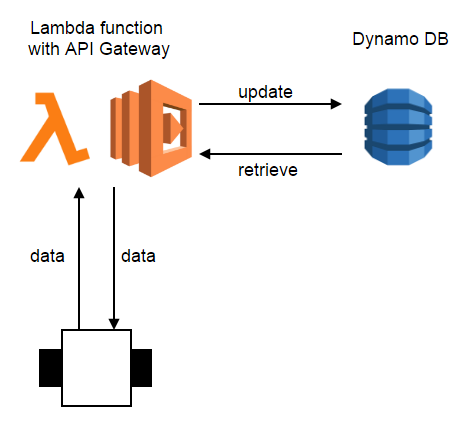 Lambda function
with API Gateway
Dynamo DB
update
retrieve
data
data